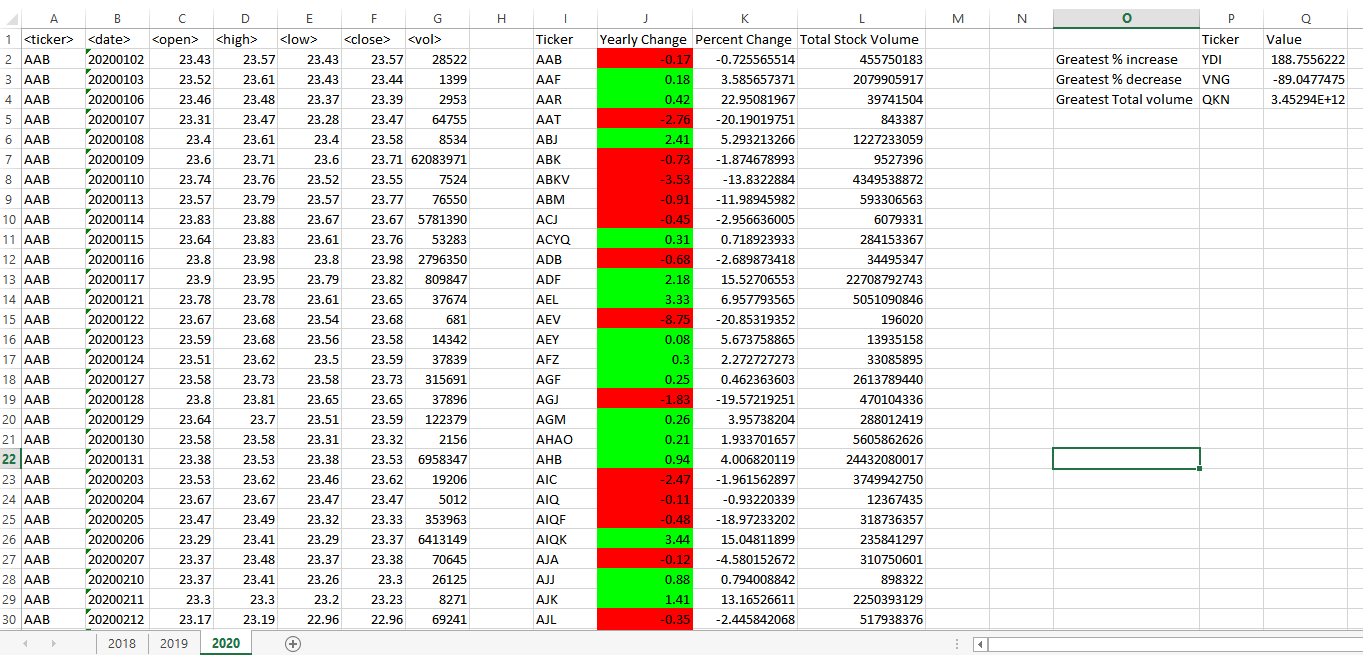 A B C D E F G H I J K L M N O P Q
1 <ticker> <date> <open> <high> <low> <close> <vol> Ticker Yearly Change Percent Change Total Stock Volume Ticker Value
2 AAB 20200102 23.43 23.57 23.43 23.57 28522 AAB -0.17 -0.725565514 455750183 Greatest % increase YDI 188.7556222
3 AAB 20200103 23.52 23.61 23.43 23.44 1399 AAF 0.18 3.585657371 2079905917 Greatest % decrease VNG -89.0477475
4 AAB 20200106 23.46 23.48 23.37 23.39 2953 AAR 0.42 22.95081967 39741504 Greatest Total volume QKN 3.45294E+12
5 AAB 20200107 23.31 23.47 23.28 23.47 64755 AAT -2.76 -20.19019751 843387
6 AAB 20200108 23.4 23.61 23.4 23.58 8534 ABJ 2.41 5.293213266 1227233059
7 AAB 20200109 23.6 23.71 23.6 23.71 62083971 ABK -0.73 -1.874678993 9527396
8 AAB 20200110 23.74 23.76 23.52 23.55 7524 ABKV -3.53 -13.8322884 4349538872
9 AAB 20200113 23.57 23.79 23.57 23.77 76550 ABM -0.91 -11.98945982 593306563
10 AAB 20200114 23.83 23.88 23.67 23.67 5781390 ACJ -0.45 -2.956636005 6079331
11 AAB 20200115 23.64 23.83 23.61 23.76 53283 ACYQ 0.31 0.718923933 284153367
12 AAB 20200116 23.8 23.98 23.8 23.98 2796350 ADB -0.68 -2.689873418 34495347
13 AAB 20200117 23.9 23.95 23.79 23.82 809847 ADF 2.18 15.52706553 22708792743
14 AAB 20200121 23.78 23.78 23.61 23.65 37674 AEL 3.33 6.957793565 5051090846
15 AAB 20200122 23.67 23.68 23.54 23.68 681 AEV -8.75 -20.85319352 196020
16 AAB 20200123 23.59 23.68 23.56 23.58 14342 AEY 0.08 5.673758865 13935158
17 AAB 20200124 23.51 23.62 23.5 23.59 37839 AFZ 0.3 2.272727273 33085895
18 AAB 20200127 23.58 23.73 23.58 23.73 315691 AGF 0.25 0.462363603 2613789440
19 AAB 20200128 23.8 23.81 23.65 23.65 37896 AGJ -1.83 -19.57219251 470104336
20 AAB 20200129 23.64 23.7 23.51 23.59 122379 AGM 0.26 3.95738204 288012419
21 AAB 20200130 23.58 23.58 23.31 23.32 2156 AHAO 0.21 1.933701657 5605862626
22 AAB 20200131 23.38 23.53 23.38 23.53 6958347 AHB 0.94 4.006820119 24432080017
23 AAB 20200203 23.53 23.62 23.46 23.62 19206 AIC -2.47 -1.961562897 3749942750
24 AAB 20200204 23.67 23.67 23.47 23.47 5012 AIQ -0.11 -0.93220339 12367435
25 AAB 20200205 23.47 23.49 23.32 23.33 353963 AIQF -0.48 -18.97233202 318736357
26 AAB 20200206 23.29 23.41 23.29 23.37 6413149 AIQK 3.44 15.04811899 235841297
27 AAB 20200207 23.37 23.48 23.37 23.38 70645 AJA -0.12 -4.580152672 310750601
28 AAB 20200210 23.37 23.41 23.26 23.3 26125 AJJ 0.88 0.794008842 898322
29 AAB 20200211 23.3 23.3 23.2 23.23 8271 AJK 1.41 13.16526611 2250393129
30 AAB 20200212 23.17 23.19 22.96 22.96 69241 AJL -0.35 -2.445842068 517938376
2018 2019 2020